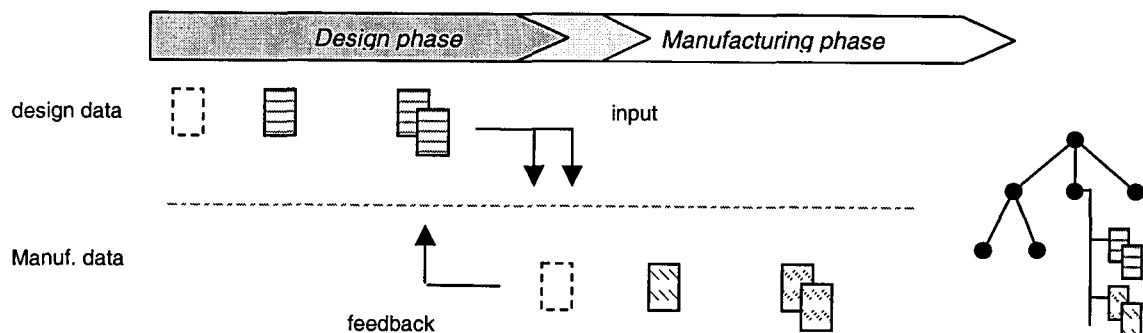 Design phase
Manufacturing phase
design data
input
Manuf. data
feedback